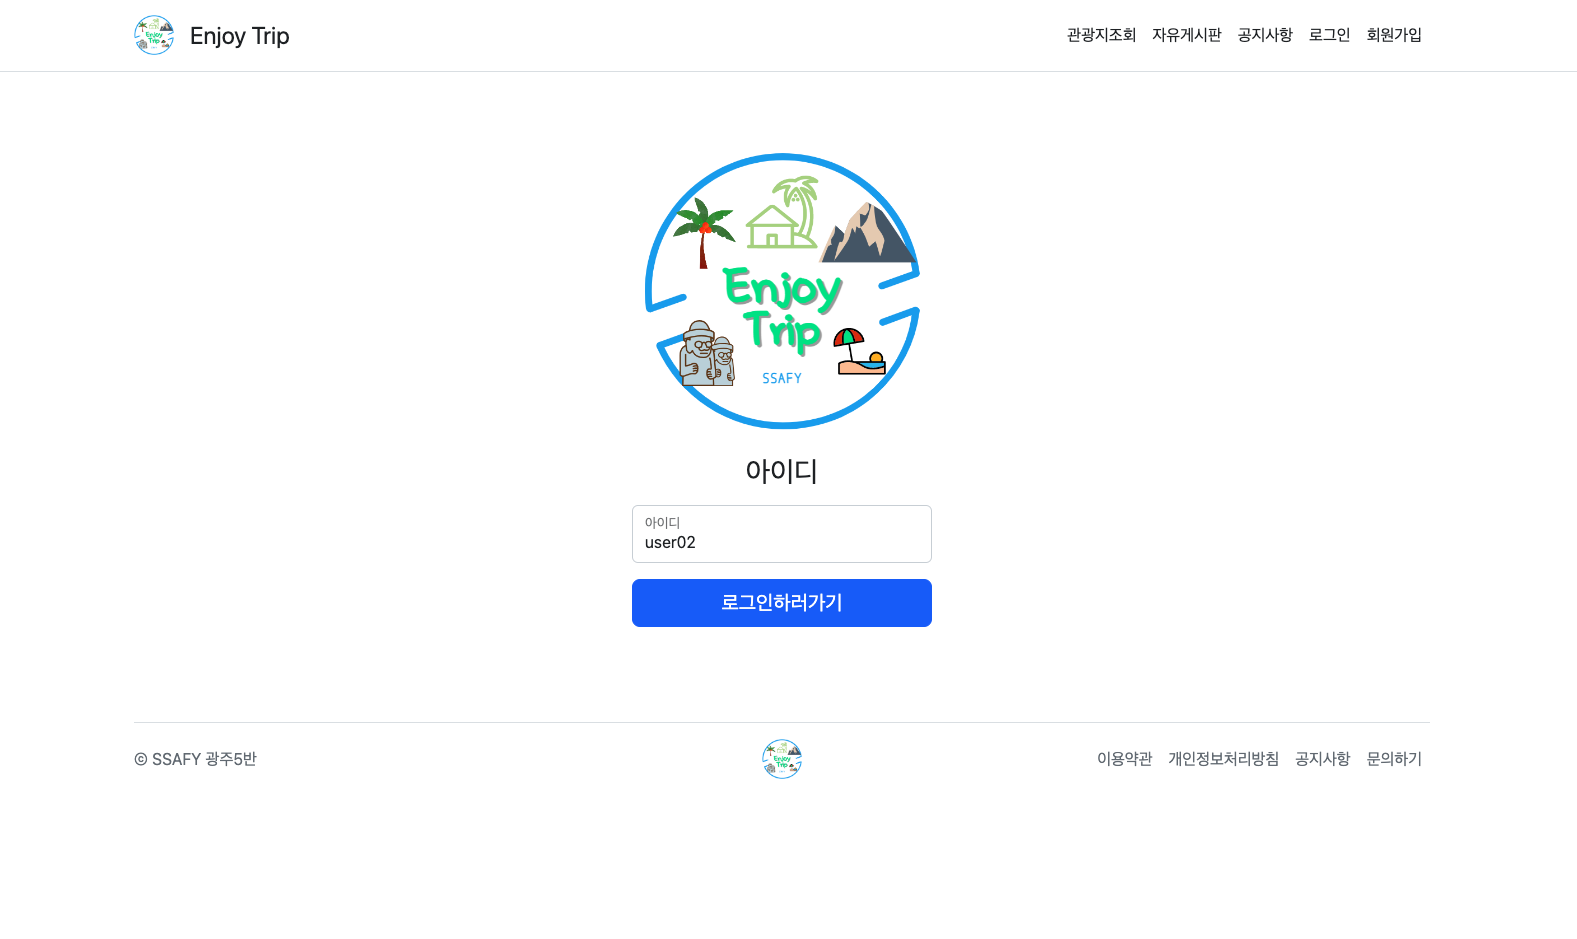 Enjoy Trip
관광지조회 자유게시판 공지사항 로그인 회원가입
Enjoy
Trip
SSAFY
아이디
아이디
user02
로그인하러가기
© SSAFY 광주5반
Enjoy
Trip
이용약관 개인정보처리방침 공지사항 문의하기